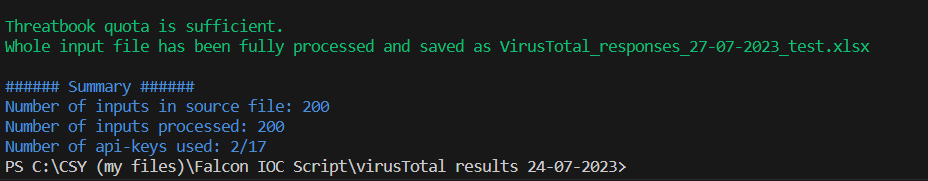 Threatbook quota is sufficient.
Whole input file has been fully processed and saved as VirusTotal_responses_27-07-2023_test.xlsx
###### Summary ######
Number of inputs in source file: 200
Number of inputs processed: 200
Number of api-keys used: 2/17
PS C:\CSY (my files)\Falcon IOC Script\virusTotal results 24-07-2023>